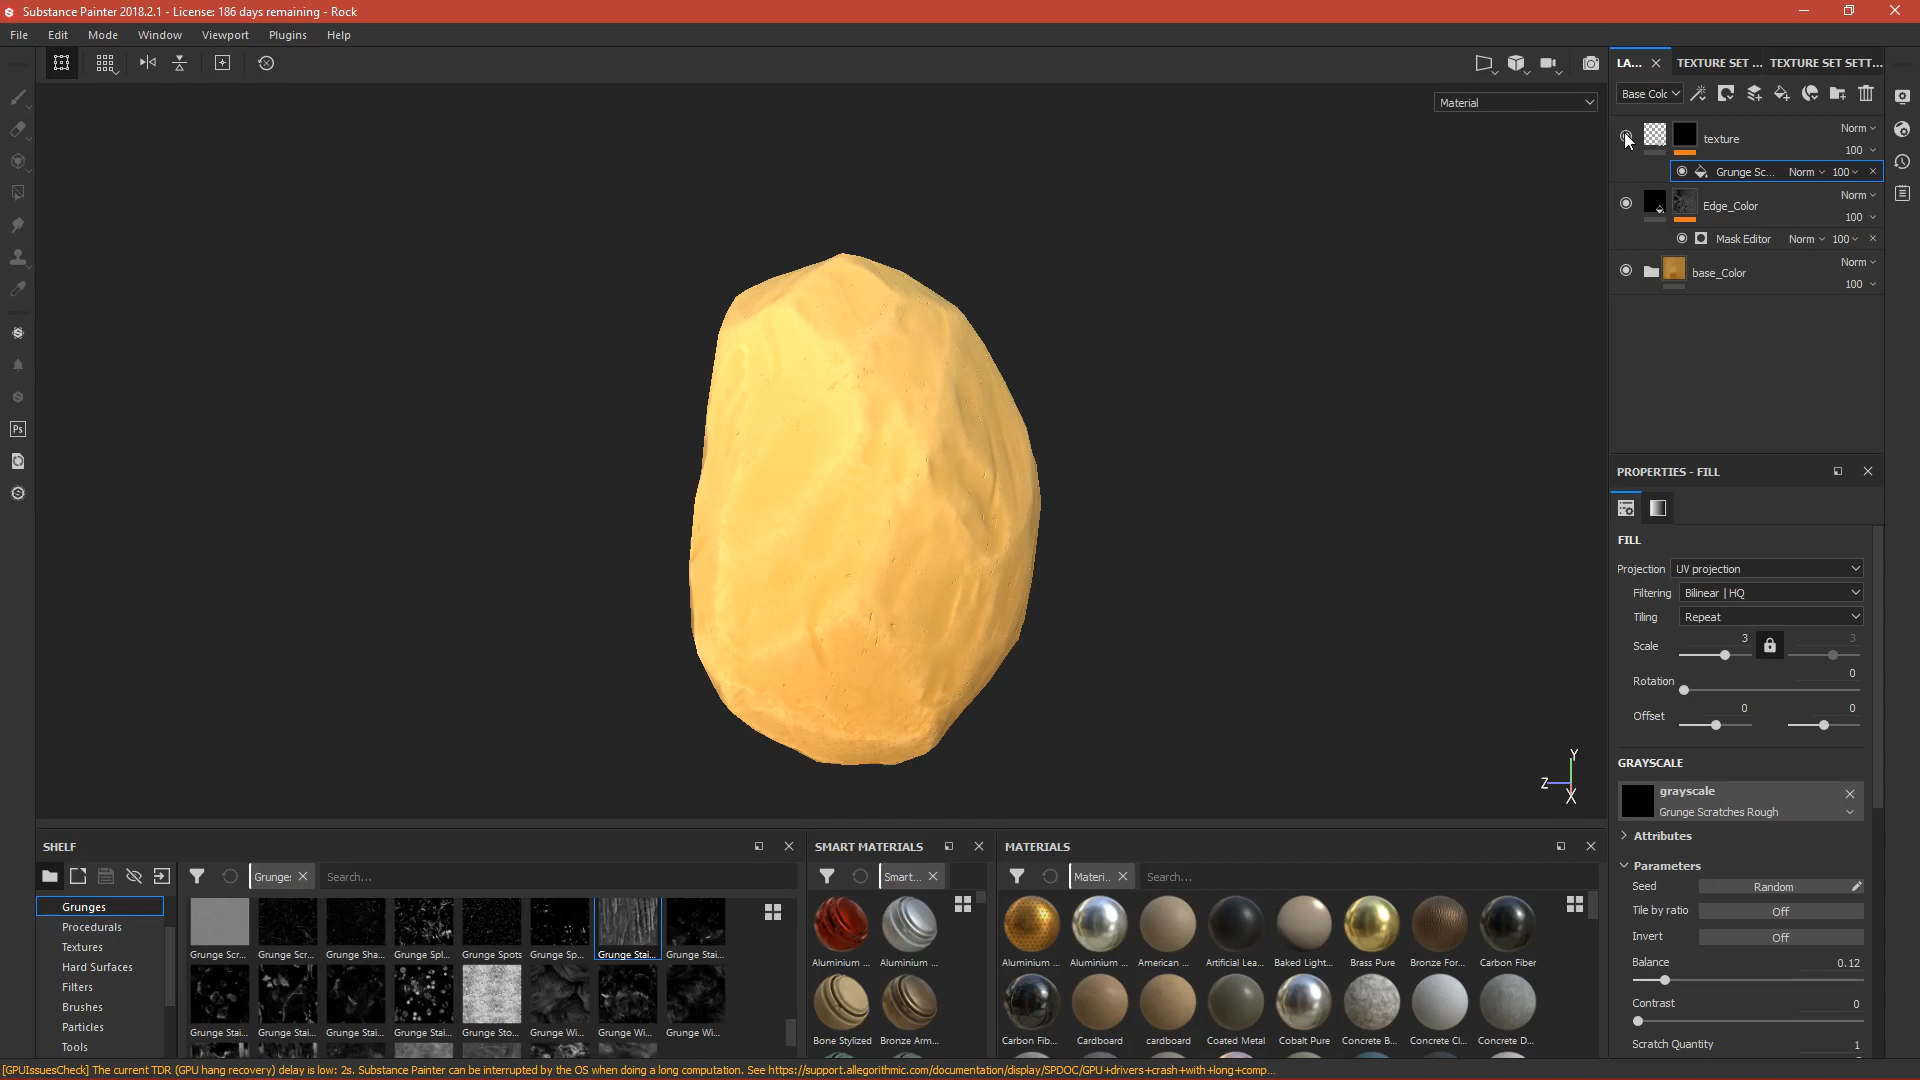 Substance Painter 2018.2.1 - License: 186 days remaining - Rock
File Edit Mode Window Viewport Plugins Help
LA... TEXTURE SET ... TEXTURE SET SETT...
Material
Base Colc
texture Norm
100
Grunge Sc... Norm 100
Edge_Color Norm
100
Mask Editor Norm 100
base_Color Norm
100
Ps
Y
Z
X
PROPERTIES - FILL
FILL
Projection UV projection
Filtering Bilinear | HQ
Tiling Repeat
Scale 3 3
Rotation 0
Offset 0 0
GRAYSCALE
grayscale
Grunge Scratches Rough
Attributes
Parameters
Seed Random
Tile by ratio Off
Invert Off
Balance 0.12
Contrast 0
Scratch Quantity 1
SHELF
Grunge: Search...
Grunges
Procedurals
Textures
Hard Surfaces
Filters
Brushes
Particles
Tools
Grunge Scr... Grunge Scr... Grunge Sha... Grunge Spl... Grunge Spots Grunge Sp... Grunge Stai... Grunge Stai...
Grunge Stai... Grunge Stai... Grunge Stai... Grunge Stai... Grunge Sto... Grunge Wi... Grunge Wi... Grunge Wi...
SMART MATERIALS
Smart...
Aluminium ... Aluminium ...
Bone Stylized Bronze Arm...
MATERIALS
Materi.. Search...
Aluminium ... Aluminium ... American ... Artificial Lea... Baked Light... Brass Pure Bronze For... Carbon Fiber
Carbon Fib... Cardboard cardboard Coated Metal Cobalt Pure Concrete B... Concrete Cl... Concrete D...
[GPUIssuesCheck] The current TDR (GPU hang recovery) delay is low: 2s. Substance Painter can be interrupted by the OS when doing a long computation. See https://support.allegorithmic.com/documentation/display/SPDOC/GPU+drivers+crash+with+long+comp...